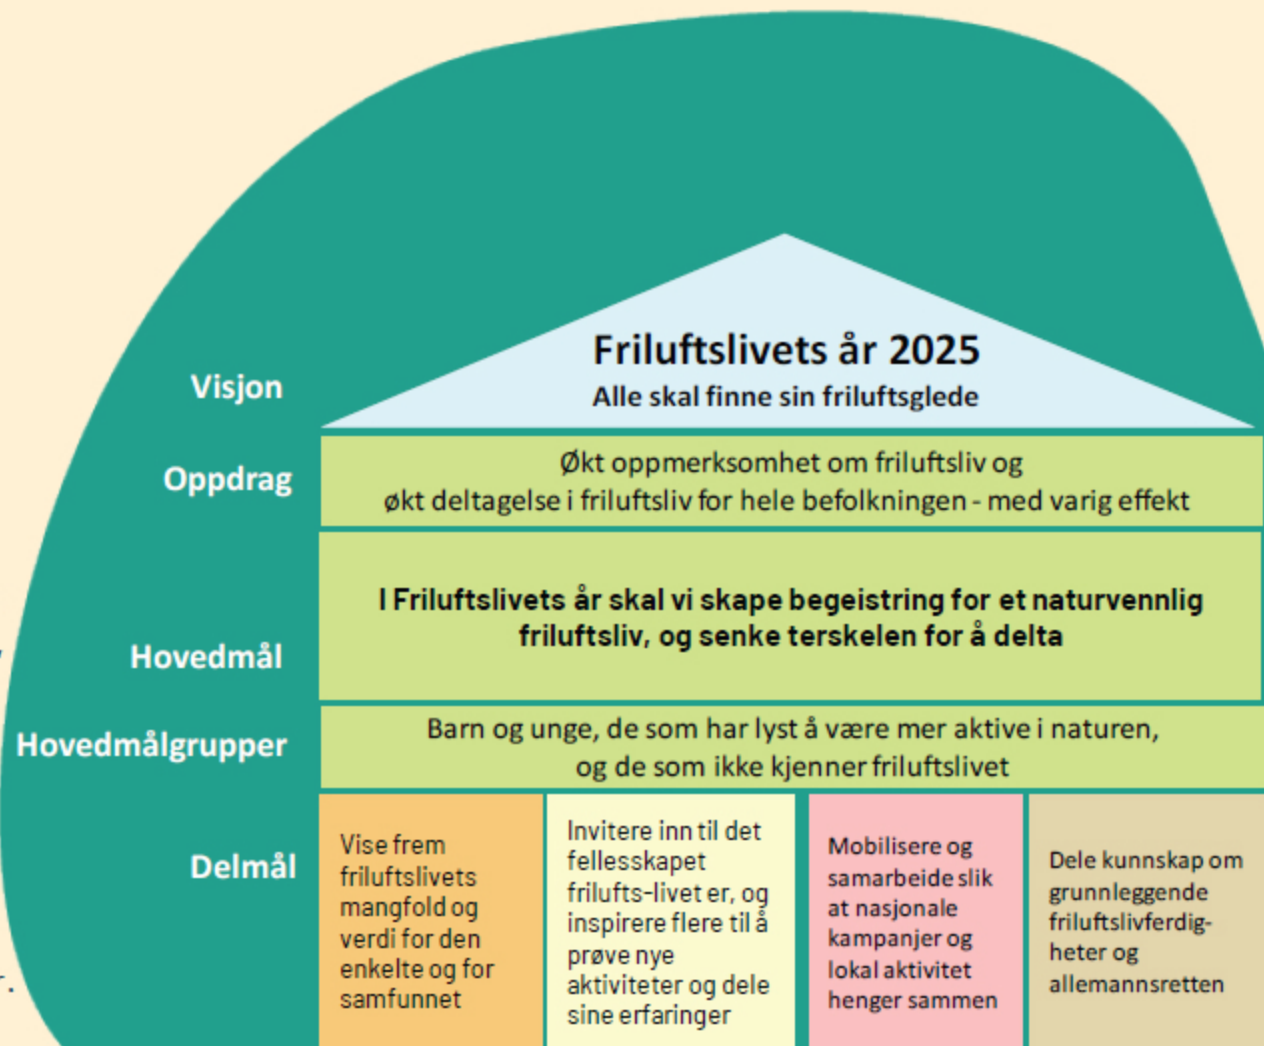 Friluftslivets år 2025
Visjon
Alle skal finne sin friluftsglede
Oppdrag
Økt oppmerksomhet om friluftsliv og
økt deltagelse i friluftsliv for hele befolkningen - med varig effekt
Hovedmål
I Friluftslivets år skal vi skape begeistring for et naturvennlig
friluftsliv, og senke terskelen for å delta
Hovedmålgrupper
Barn og unge, de som har lyst å være mer aktive i naturen,
og de som ikke kjenner friluftslivet
Delmål
Vise frem
friluftslivets
mangfold og
verdi for den
enkelte og for
samfunnet
Invitere inn til det
fellesskapet
frilufts-livet er, og
inspirere flere til å
prøve nye
aktiviteter og dele
sine erfaringer
Mobilisere og
samarbeide slik
at nasjonale
kampanjer og
lokal aktivitet
henger sammen
Dele kunnskap om
grunnleggende
friluftslivferdig-
heter og
allemannsretten